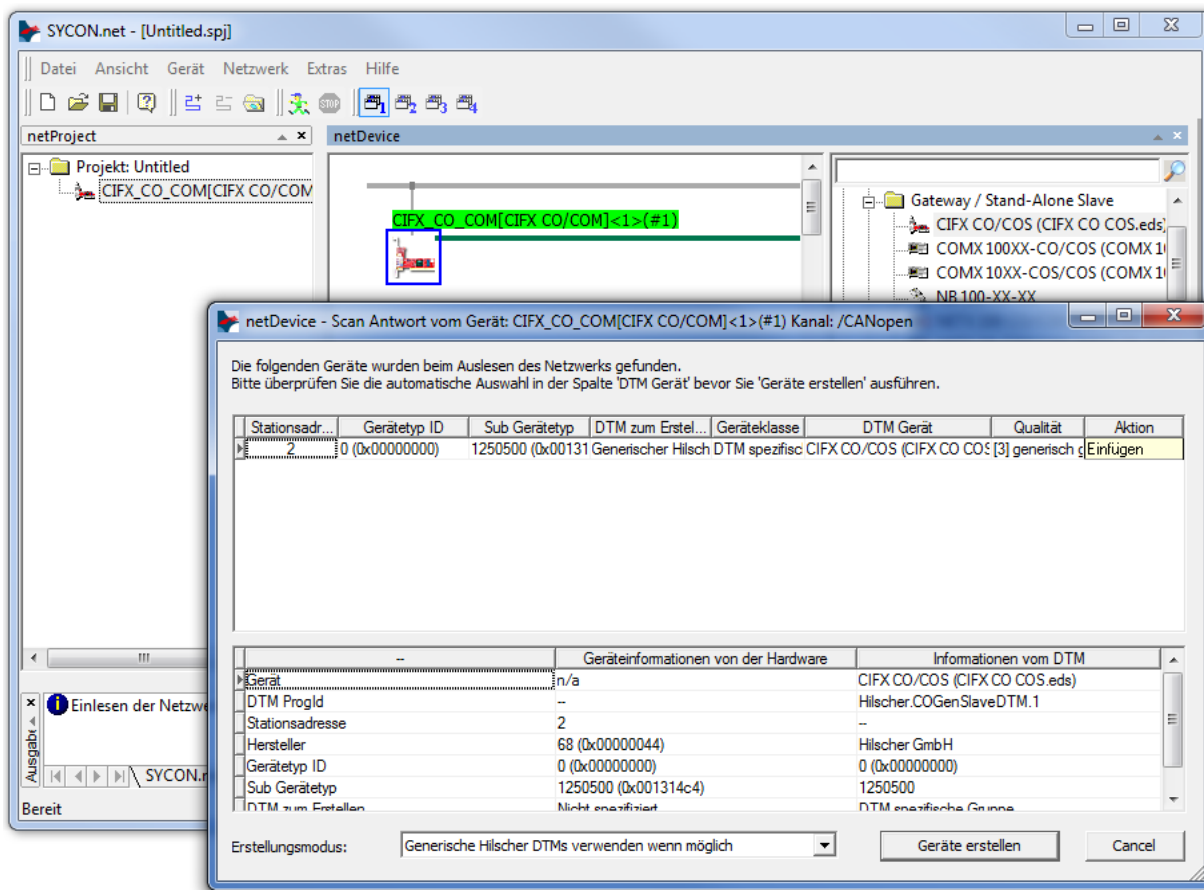 SYCON.net - [Untitled.spj]
Datei Ansicht Gerät Netzwerk Extras Hilfe
STOP 1 2 3 4
netProject
netDevice
Projekt: Untitled
CIFX_CO_COM[CIFX CO/COM
CIFX_CO_COM[CIFX CO/COM]<1>(#1)
Gateway / Stand-Alone Slave
CIFX CO/COS (CIFX CO COS.eds)
COMX 100XX-CO/COS (COMX 10
COMX 10XX-COS/COS (COMX 1
NB 100-XX-XX
netDevice - Scan Antwort vom Gerät: CIFX_CO_COM[CIFX CO/COM]<1>(#1) Kanal: /CANopen
Die folgenden Geräte wurden beim Auslesen des Netzwerks gefunden.
Bitte überprüfen Sie die automatische Auswahl in der Spalte 'DTM Gerät' bevor Sie 'Geräte erstellen' ausführen.
Stationsadr... Gerätetyp ID Sub Gerätetyp DTM zum Erstel... Geräteklasse DTM Gerät Qualität Aktion
2 0 (0x00000000) 1250500 (0x00131 Generischer Hilsch DTM spezifisc CIFX CO/COS (CIFX CO COS [3] generisch g Einfügen
-- Geräteinformationen von der Hardware Informationen vom DTM
Gerät n/a CIFX CO/COS (CIFX CO COS.eds)
DTM ProgId -- Hilscher.COGenSlaveDTM.1
Stationsadresse 2 --
Hersteller 68 (0x00000044) Hilscher GmbH
Gerätetyp ID 0 (0x00000000) 0 (0x00000000)
Sub Gerätetyp 1250500 (0x001314c4) 1250500
DTM zum Erstellen Nicht spezifiziert DTM spezifische Gruppe
Erstellungsmodus: Generische Hilscher DTMs verwenden wenn möglich Geräte erstellen Cancel
Einlesen der Netzwe
Ausgabe
SYCON.n
Bereit